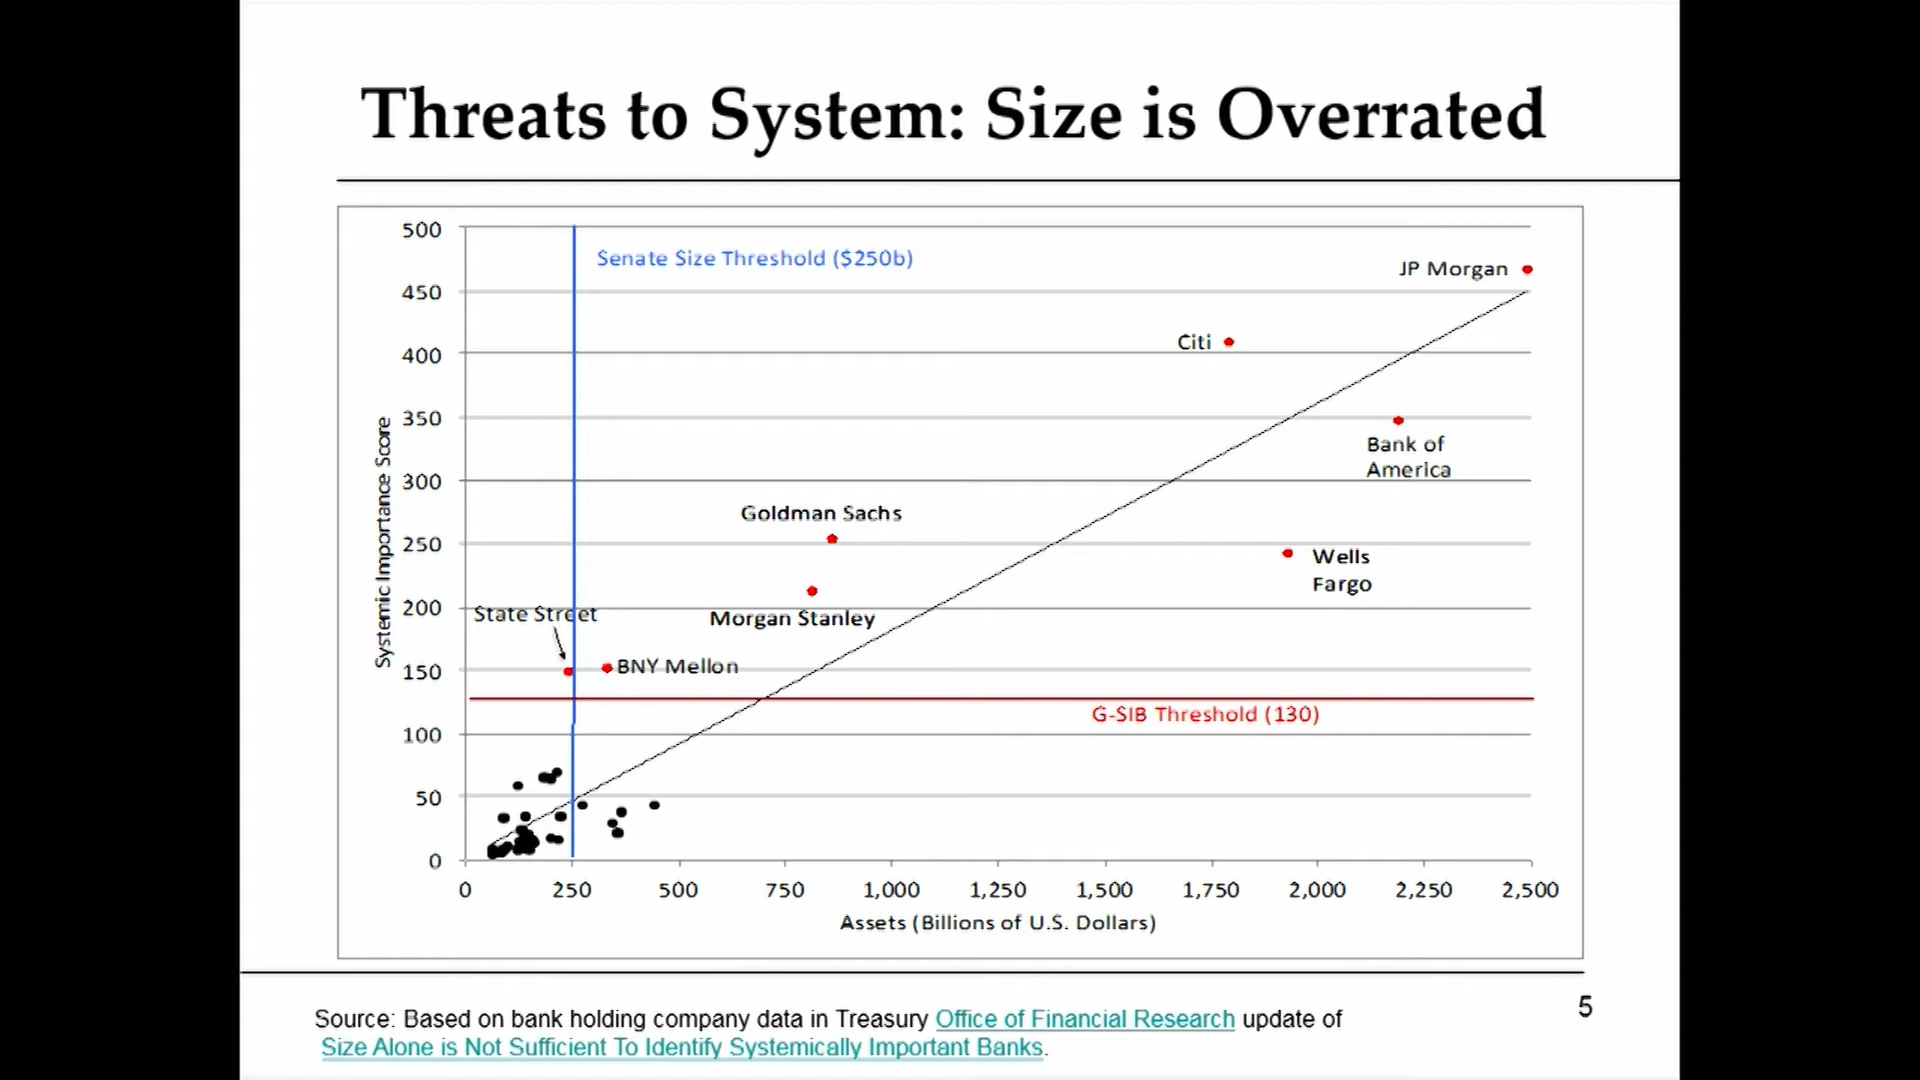 Threats to System: Size is Overrated
500
450
400
350
300
250
200
150
100
50
0
Systemic Importance Score
Senate Size Threshold ($250b)
JP Morgan
Citi
Bank of
America
Goldman Sachs
Wells
Fargo
State Street
Morgan Stanley
BNY Mellon
G-SIB Threshold (130)
0 250 500 750 1,000 1,250 1,500 1,750 2,000 2,250 2,500
Assets (Billions of U.S. Dollars)
Source: Based on bank holding company data in Treasury Office of Financial Research update of
Size Alone is Not Sufficient To Identify Systemically Important Banks.
5